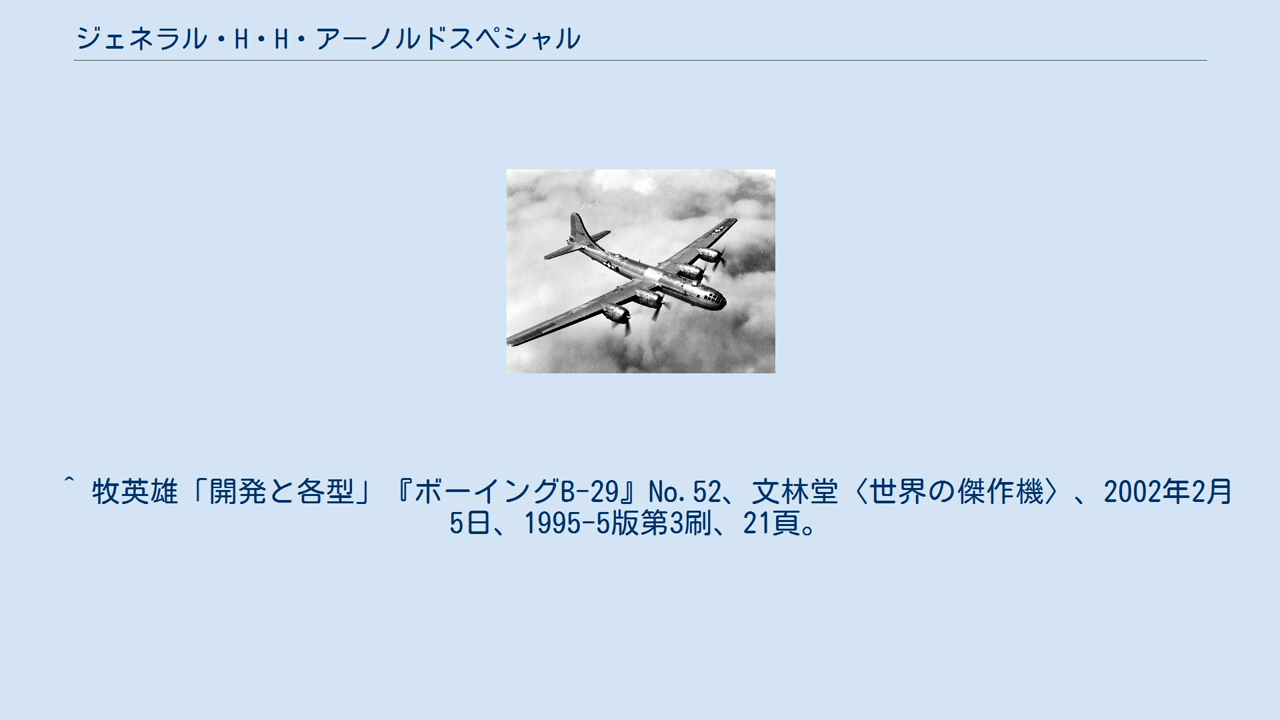 ジェネラル・H・H・アーノルドスペシャル
^ 牧英雄「開発と各型」『ボーイングB-29』No.52、文林堂〈世界の傑作機〉、2002年2月
5日、1995-5版第3刷、21頁。